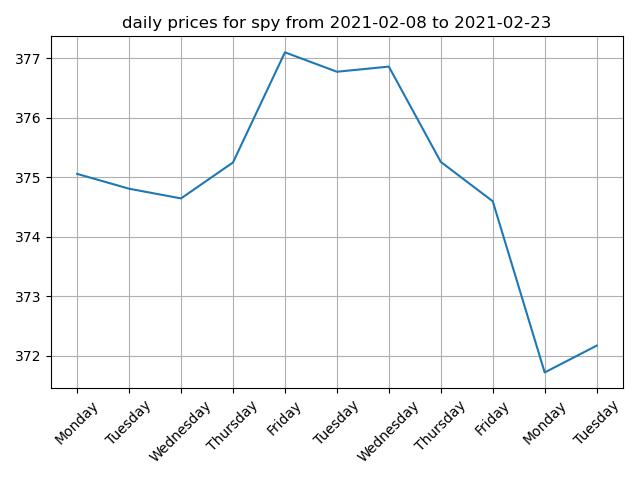 daily prices for spy from 2021-02-08 to 2021-02-23
377
376
375
374
373
372
Monday
Tuesday
Wednesday
Thursday
Friday
Tuesday
Wednesday
Thursday
Friday
Monday
Tuesday